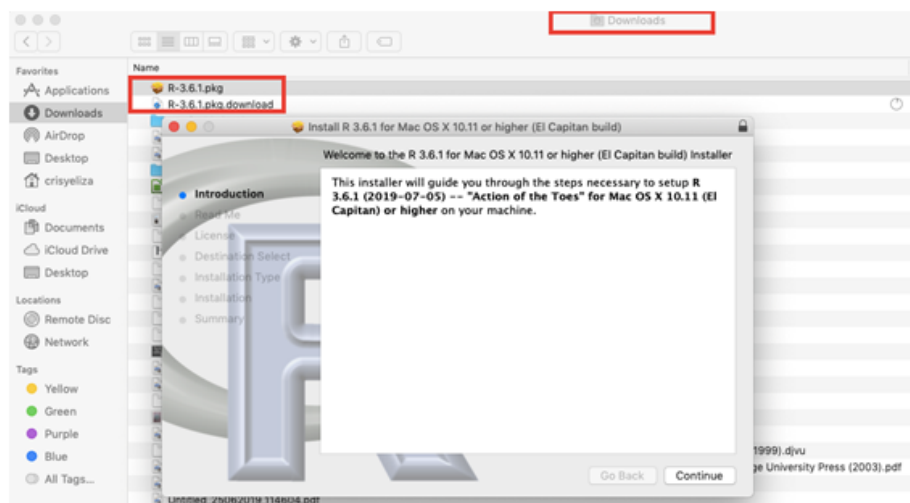 Downloads
Favorites
Applications
Downloads
AirDrop
Desktop
crisyeliza
iCloud
Documents
iCloud Drive
Desktop
Locations
Remote Disc
Network
Tags
Yellow
Green
Purple
Blue
All Tags...
Name
R-3.6.1.pkg
R-3.6.1.pkg.download
Install R 3.6.1 for Mac OS X 10.11 or higher (El Capitan build)
Welcome to the R 3.6.1 for Mac OS X 10.11 or higher (El Capitan build) Installer
Introduction
Read Me
License
Destination Select
Installation Type
Installation
Summary
This installer will guide you through the steps necessary to setup R
3.6.1 (2019-07-05) -- "Action of the Toes" for Mac OS X 10.11 (El
Capitan) or higher on your machine.
Go Back
Continue
1999).djvu
ge University Press (2003).pdf
Untitled 25062019 114604.pdf